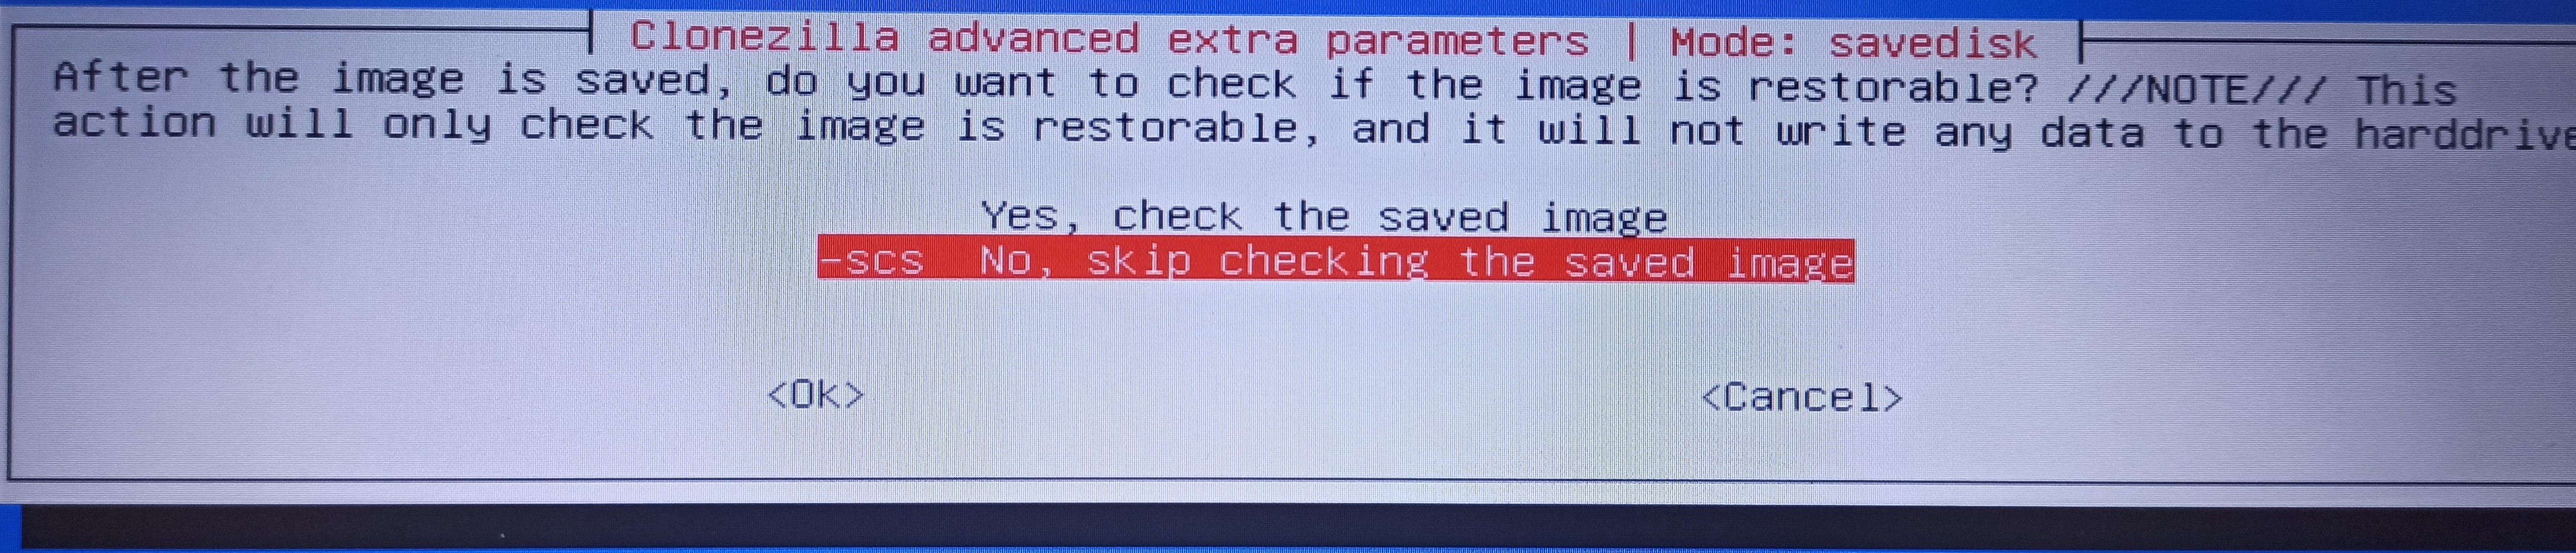 Clonezilla advanced extra parameters | Mode: savedisk
After the image is saved, do you want to check if the image is restorable? ///NOTE/// This
action will only check the image is restorable, and it will not write any data to the harddrive
Yes, check the saved image
-scs No, skip checking the saved image
<Ok> <Cancel>